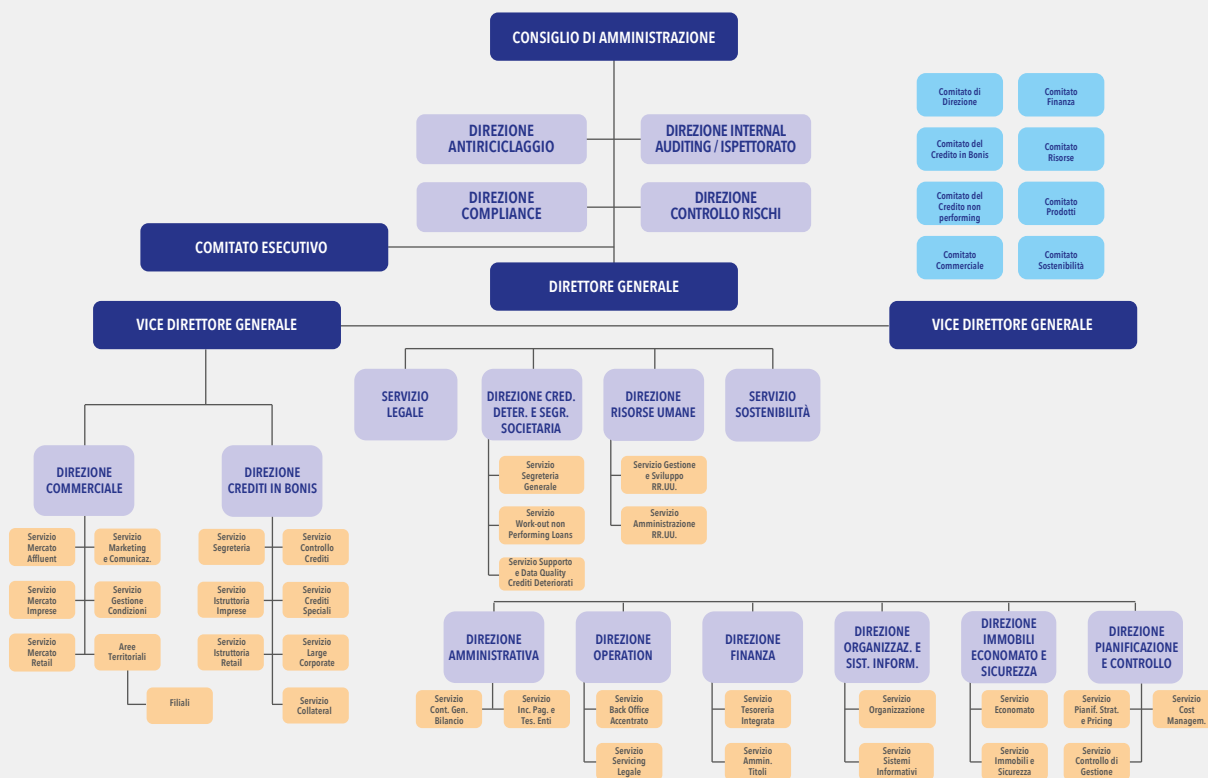 CONSIGLIO DI AMMINISTRAZIONE
DIREZIONE
ANTIRICICLAGGIO
DIREZIONE INTERNAL
AUDITING / ISPETTORATO
DIREZIONE
COMPLIANCE
DIREZIONE
CONTROLLO RISCHI
COMITATO ESECUTIVO
DIRETTORE GENERALE
Comitato di
Direzione
Comitato
Finanza
Comitato del
Credito in Bonis
Comitato
Risorse
Comitato del
Credito non
performing
Comitato
Prodotti
Comitato
Commerciale
Comitato
Sostenibilità
VICE DIRETTORE GENERALE
VICE DIRETTORE GENERALE
SERVIZIO
LEGALE
DIREZIONE CRED.
DETER. E SEGR.
SOCIETARIA
DIREZIONE
RISORSE UMANE
SERVIZIO
SOSTENIBILITÀ
Servizio
Segreteria
Generale
Servizio
Work-out non
Performing Loans
Servizio Supporto
e Data Quality
Crediti Deteriorati
Servizio Gestione
e Sviluppo
RR.UU.
Servizio
Amministrazione
RR.UU.
DIREZIONE
COMMERCIALE
DIREZIONE
CREDITI IN BONIS
Servizio
Mercato
Affluent
Servizio
Marketing
e Comunicaz.
Servizio
Mercato
Imprese
Servizio
Gestione
Condizioni
Servizio
Mercato
Retail
Aree
Territoriali
Filiali
Servizio
Segreteria
Servizio
Controllo
Crediti
Servizio
Istruttoria
Imprese
Servizio
Crediti
Speciali
Servizio
Istruttoria
Retail
Servizio
Large
Corporate
Servizio
Collateral
DIREZIONE
AMMINISTRATIVA
DIREZIONE
OPERATION
DIREZIONE
FINANZA
DIREZIONE
ORGANIZZAZ. E
SIST. INFORM.
DIREZIONE
IMMOBILI
ECONOMATO E
SICUREZZA
DIREZIONE
PIANIFICAZIONE
E CONTROLLO
Servizio
Cont. Gen.
Bilancio
Servizio
Inc. Pag. e
Tes. Enti
Servizio
Back Office
Accentrato
Servizio
Servicing
Legale
Servizio
Tesoreria
Integrata
Servizio
Ammin.
Titoli
Servizio
Organizzazione
Servizio
Sistemi
Informativi
Servizio
Economato
Servizio
Immobili e
Sicurezza
Servizio
Pianif. Strat.
e Pricing
Servizio
Cost
Managem.
Servizio
Controllo di
Gestione